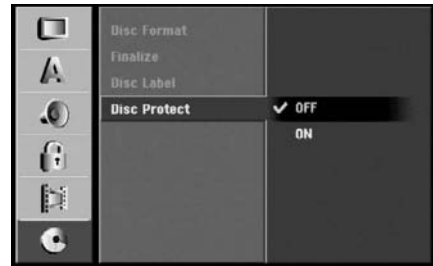 Disc Format
Finalize
Disc Label
Disc Protect
✔ OFF
ON